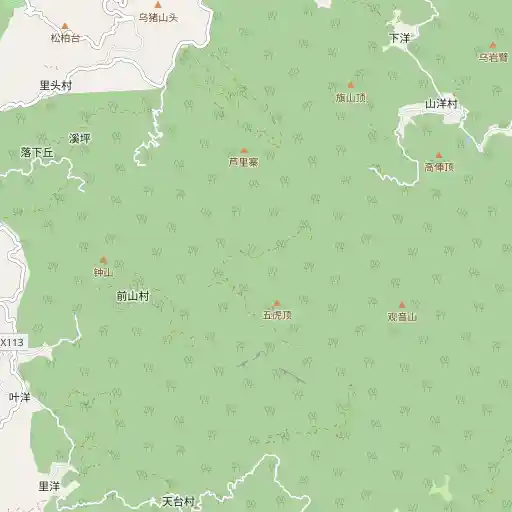 乌猪山头
松柏台
下洋
乌岩臂
里头村
旗山顶
山洋村
溪坪
落下丘
芦里寨
高俥顶
钟山
前山村
五虎顶
观音山
X113
叶洋
里洋
天台村